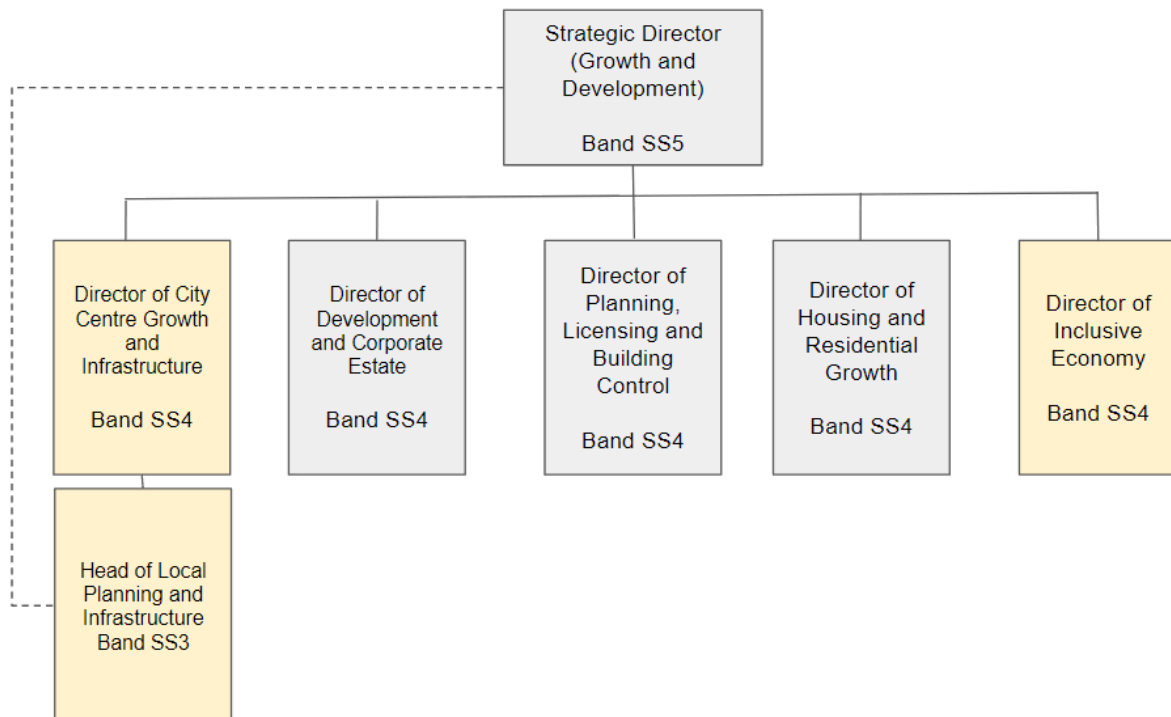 Strategic Director
(Growth and
Development)
Band SS5
Director of City
Centre Growth
and
Infrastructure
Band SS4
Director of
Development
and Corporate
Estate
Band SS4
Director of
Planning,
Licensing and
Building
Control
Band SS4
Director of
Housing and
Residential
Growth
Band SS4
Director of
Inclusive
Economy
Band SS4
Head of Local
Planning and
Infrastructure
Band SS3